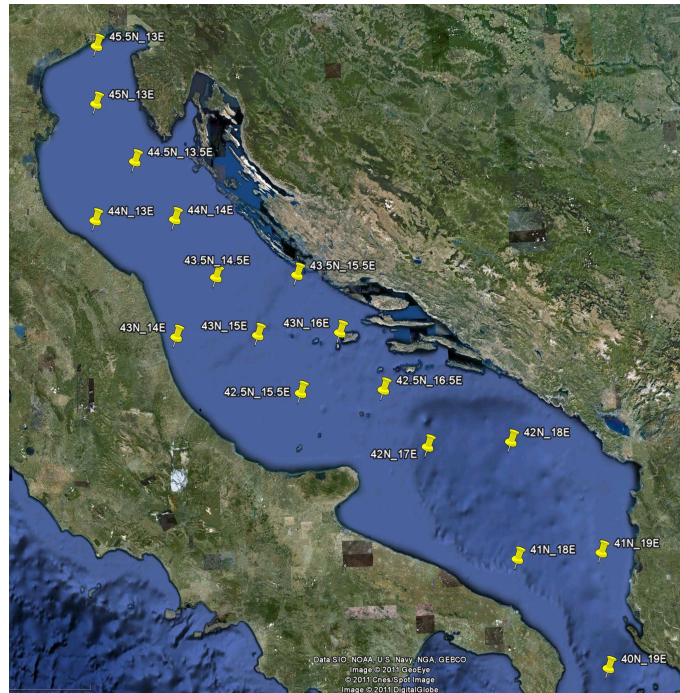 45.5N_13E
45N_13E
44.5N_13.5E
44N_13E
44N_14E
43.5N_14.5E
43.5N_15.5E
43N_14E
43N_15E
43N_16E
42.5N_15.5E
42.5N_16.5E
42N_17E
42N_18E
41N_18E
41N_19E
40N_19E
Data SIO, NOAA, U.S. Navy, NGA, GEBCO
Image © 2011 GeoEye
© 2011 Cnes/Spot Image
Image © 2011 DigitalGlobe